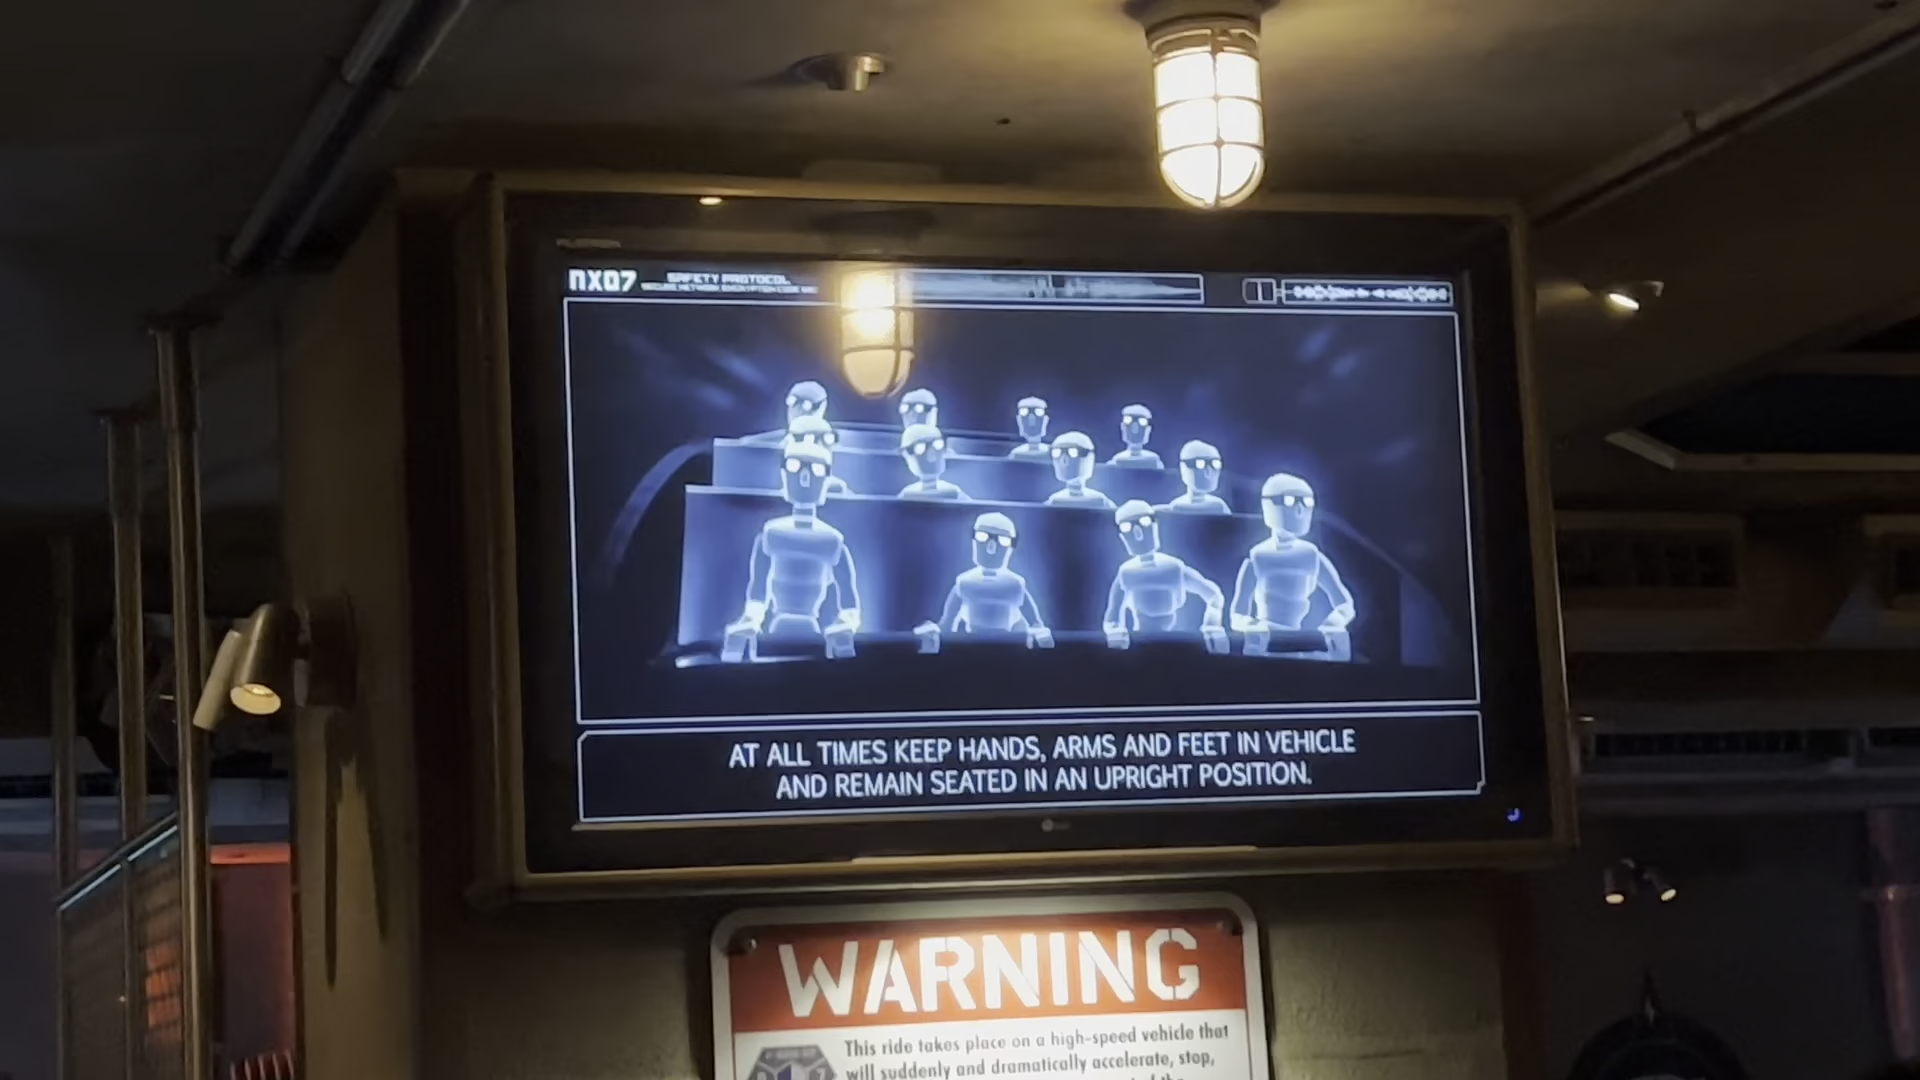 nx07
SAFETY PROTOCOL
AT ALL TIMES KEEP HANDS, ARMS AND FEET IN VEHICLE
AND REMAIN SEATED IN AN UPRIGHT POSITION.
WARNING
This ride takes place on a high-speed vehicle that
will suddenly and dramatically accelerate, stop,